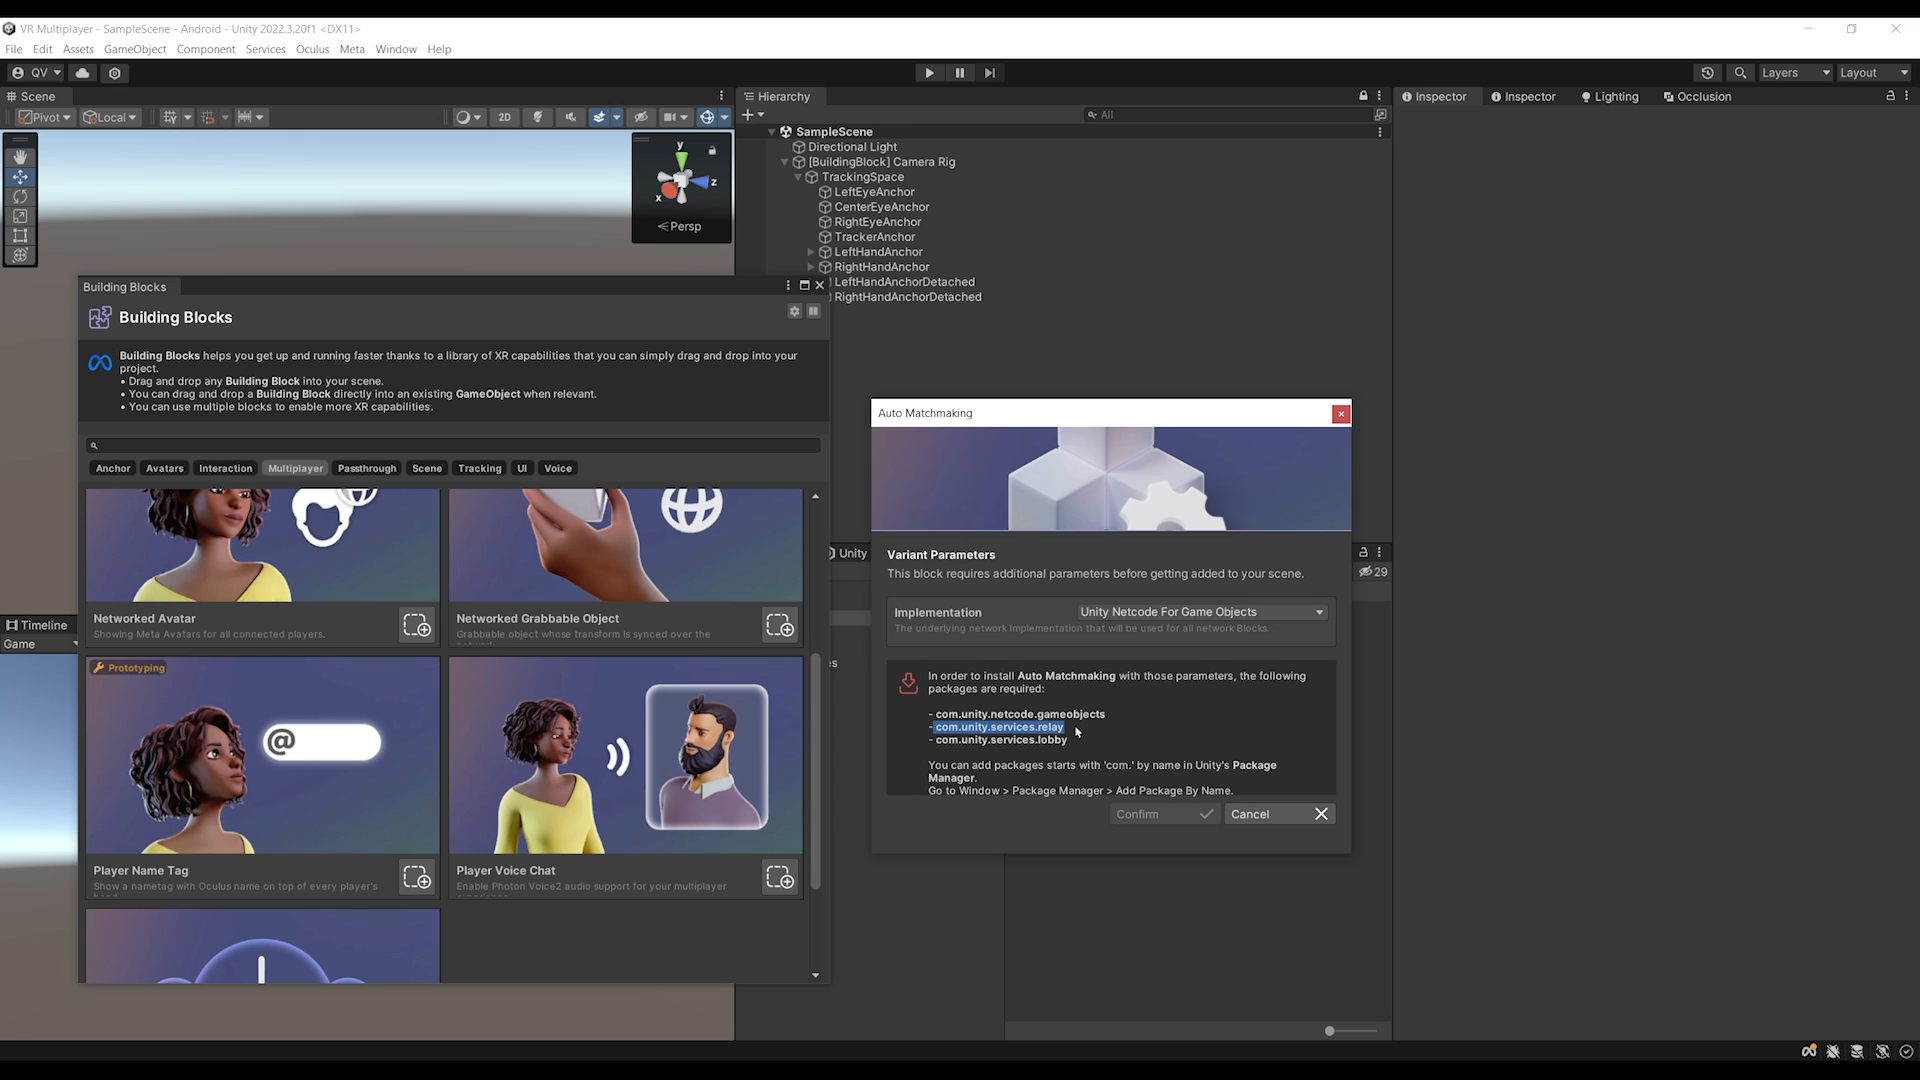 VR Multiplayer - SampleScene - Android - Unity 2022.3.20f1 <DX11>
File Edit Assets GameObject Component Services Oculus Meta Window Help
QV Layers Layout
Scene
Pivot Local 2D
y
z
x
Persp
Hierarchy
All
SampleScene
Directional Light
[BuildingBlock] Camera Rig
TrackingSpace
LeftEyeAnchor
CenterEyeAnchor
RightEyeAnchor
TrackerAnchor
LeftHandAnchor
RightHandAnchor
LeftHandAnchorDetached
RightHandAnchorDetached
Inspector Inspector Lighting Occlusion
Building Blocks
Building Blocks
Building Blocks helps you get up and running faster thanks to a library of XR capabilities that you can simply drag and drop into your
project.
• Drag and drop any Building Block into your scene.
• You can drag and drop a Building Block directly into an existing GameObject when relevant.
• You can use multiple blocks to enable more XR capabilities.
Anchor Avatars Interaction Multiplayer Passthrough Scene Tracking UI Voice
Networked Avatar
Showing Meta Avatars for all connected players.
Networked Grabbable Object
Grabbable object whose transform is synced over the
Prototyping
@
Player Name Tag
Show a nametag with Oculus name on top of every player's
Player Voice Chat
Enable Photon Voice2 audio support for your multiplayer
Timeline
Game
Unity
29
es
Auto Matchmaking
Variant Parameters
This block requires additional parameters before getting added to your scene.
Implementation Unity Netcode For Game Objects
The underlying network Implementation that will be used for all network Blocks.
In order to install Auto Matchmaking with those parameters, the following
packages are required:
- com.unity.netcode.gameobjects
- com.unity.services.relay
- com.unity.services.lobby
You can add packages starts with 'com.' by name in Unity's Package
Manager.
Go to Window > Package Manager > Add Package By Name.
Confirm Cancel